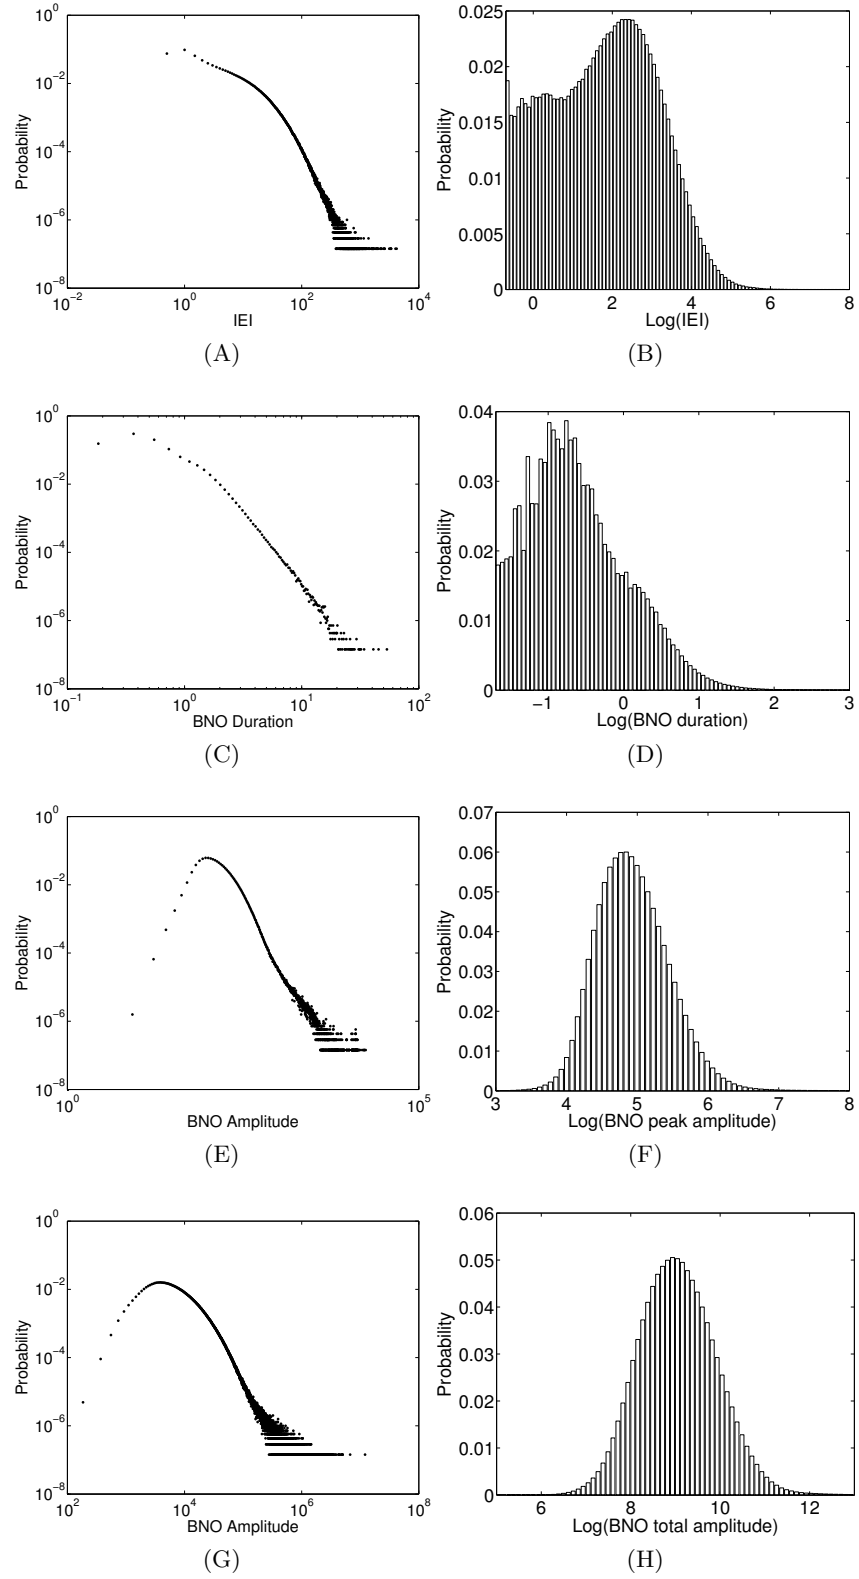 10^0
10^-2
10^-4
10^-6
10^-8
Probability
10^-2 10^0 10^2 10^4
IEI
(A)
0.025
0.02
0.015
0.01
0.005
0
Probability
0 2 4 6 8
Log(IEI)
(B)
10^0
10^-2
10^-4
10^-6
10^-8
Probability
10^-1 10^0 10^1 10^2
BNO Duration
(C)
0.04
0.03
0.02
0.01
0
Probability
−1 0 1 2 3
Log(BNO duration)
(D)
10^0
10^-2
10^-4
10^-6
10^-8
Probability
10^0 10^5
BNO Amplitude
(E)
0.07
0.06
0.05
0.04
0.03
0.02
0.01
0
Probability
3 4 5 6 7 8
Log(BNO peak amplitude)
(F)
10^0
10^-2
10^-4
10^-6
10^-8
Probability
10^2 10^4 10^6 10^8
BNO Amplitude
(G)
0.06
0.05
0.04
0.03
0.02
0.01
0
Probability
6 8 10 12
Log(BNO total amplitude)
(H)